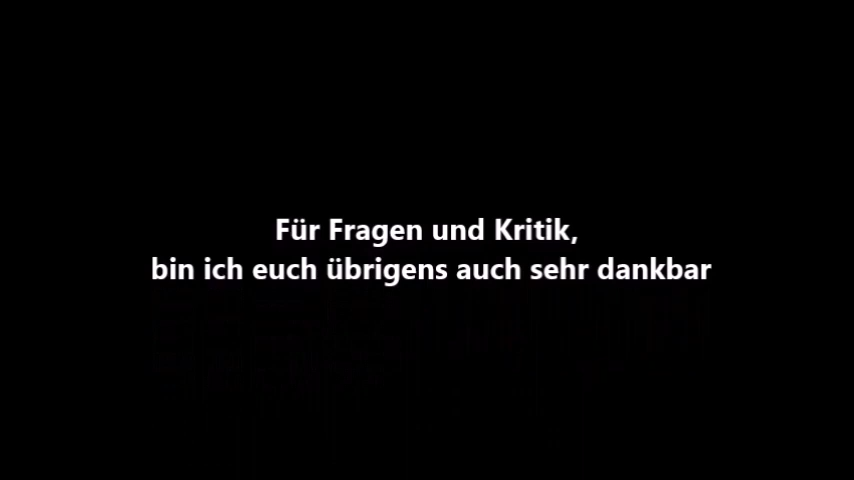 Für Fragen und Kritik,
bin ich euch übrigens auch sehr dankbar